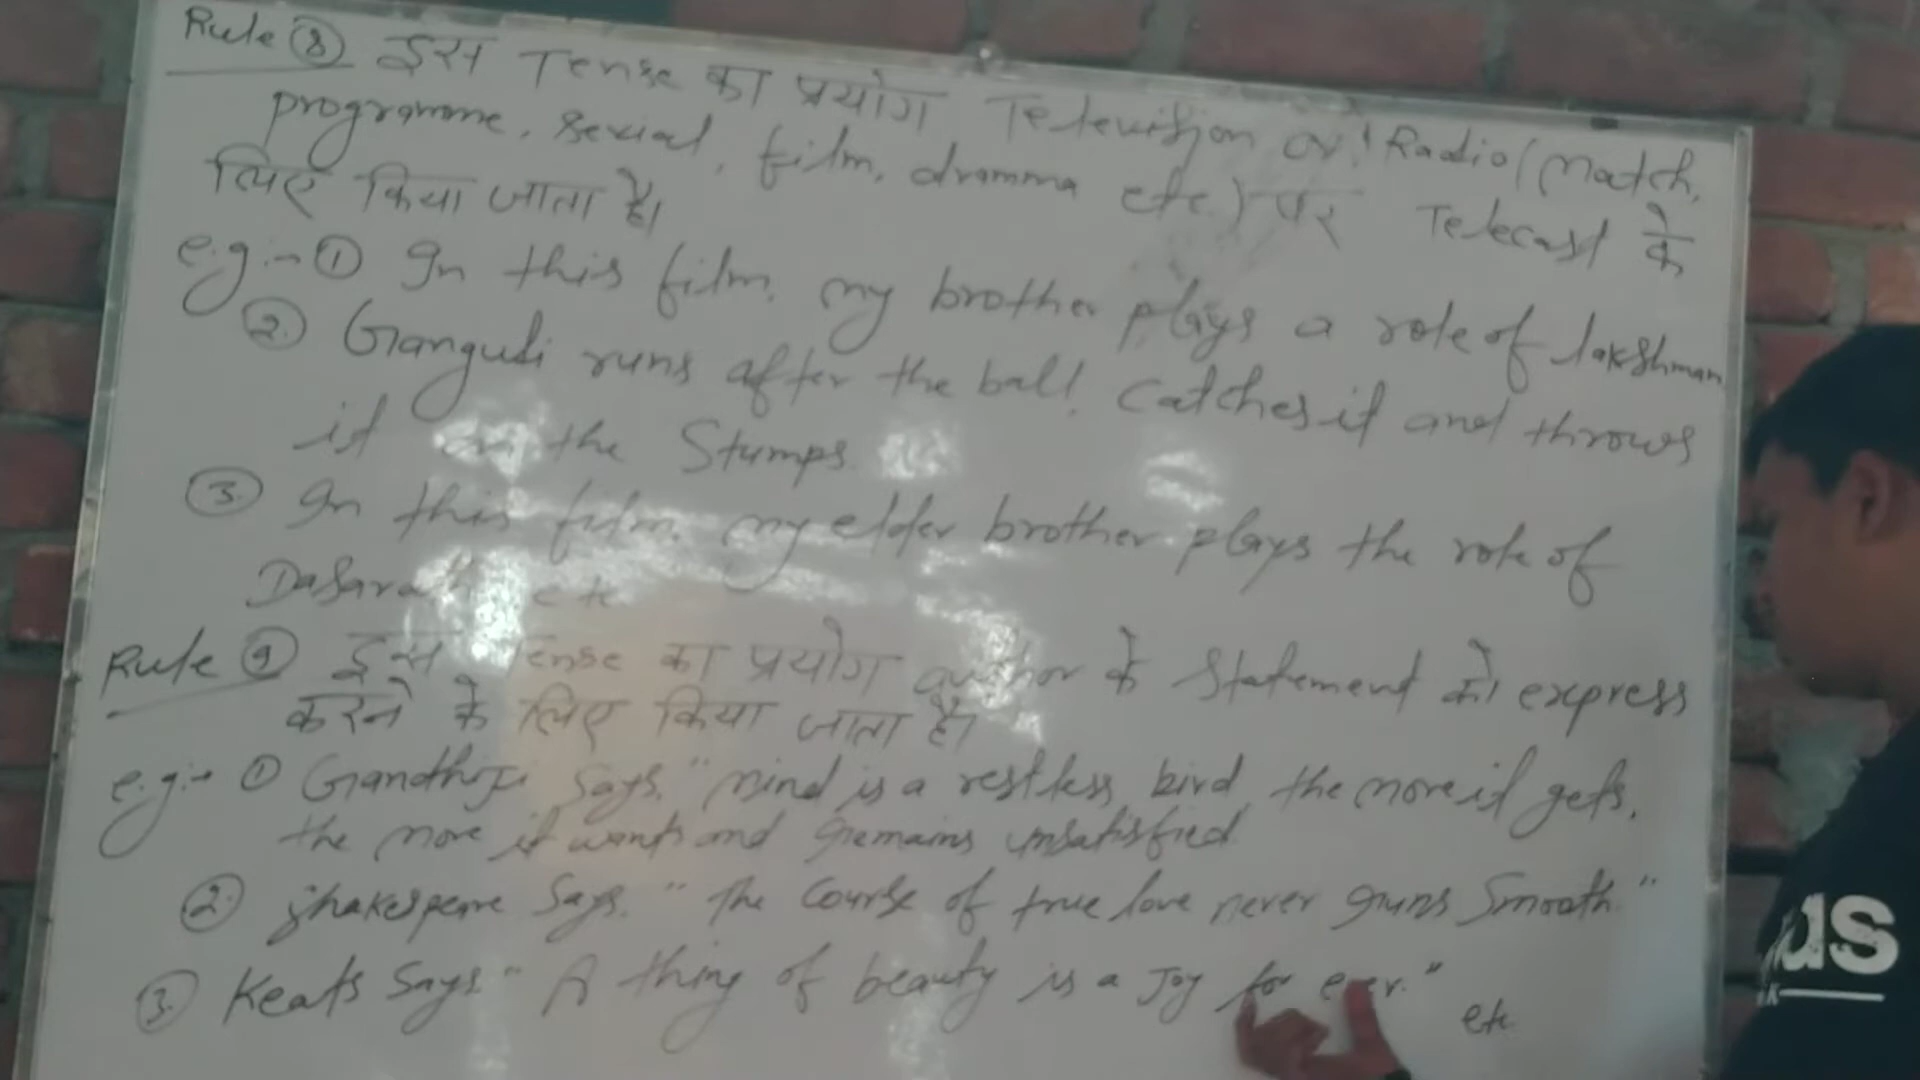 Rule ⑧ इस Tense का प्रयोग Television or Radio (Match,
programme, serial, film, dramma etc.) पर Telecast के
लिए किया जाता है।
e.g:- ① In this film, my brother plays a role of lakshman
② Ganguli runs after the ball, catches it and throws
it on the Stumps
③ In this film, my elder brother plays the role of
etc
Rule ⑨ इस Tense का प्रयोग author के Statement को express
करने के लिए किया जाता है।
e.g:- ① Gandhiji says, "Mind is a restless bird, the more it gets,
the more it wants and remains unsatisfied.
② Shakespeare Says, "The Course of true love never runs Smooth."
③ Keats Says "A thing of beauty is a Joy for ever." etc
us